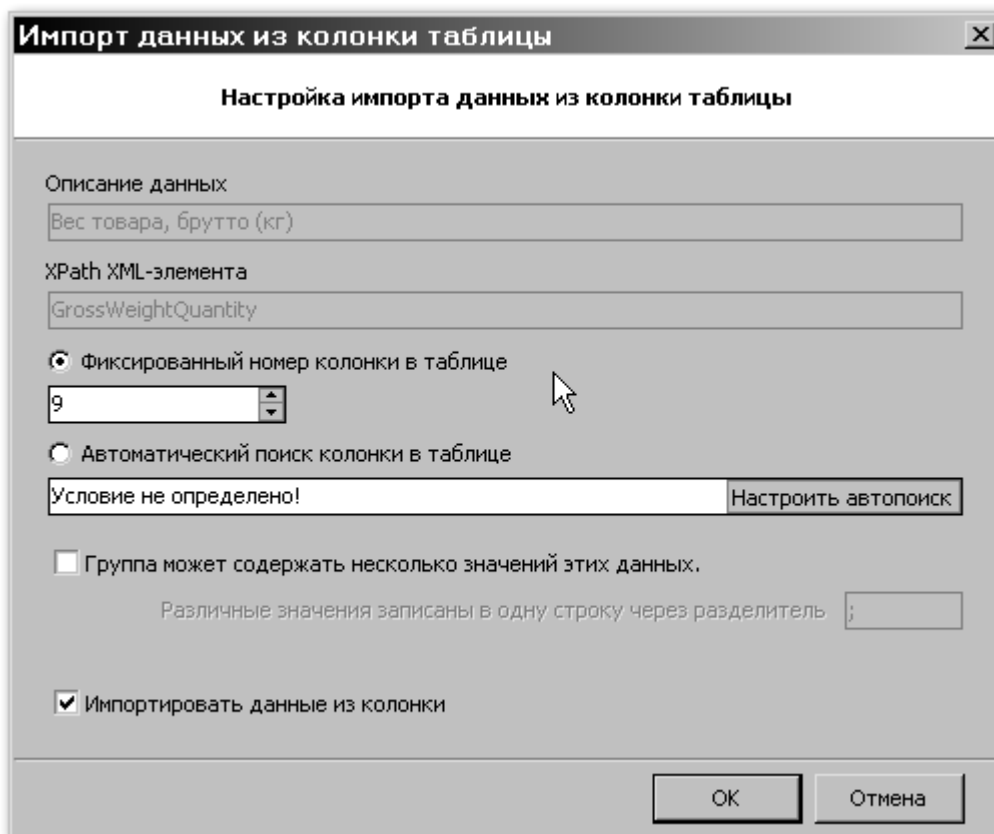 Импорт данных из колонки таблицы
Настройка импорта данных из колонки таблицы
Описание данных
Вес товара, брутто (кг)
XPath XML-элемента
GrossWeightQuantity
Фиксированный номер колонки в таблице
9
Автоматический поиск колонки в таблице
Условие не определено! Настроить автопоиск
Группа может содержать несколько значений этих данных.
Различные значения записаны в одну строку через разделитель ;
Импортировать данные из колонки
OK Отмена